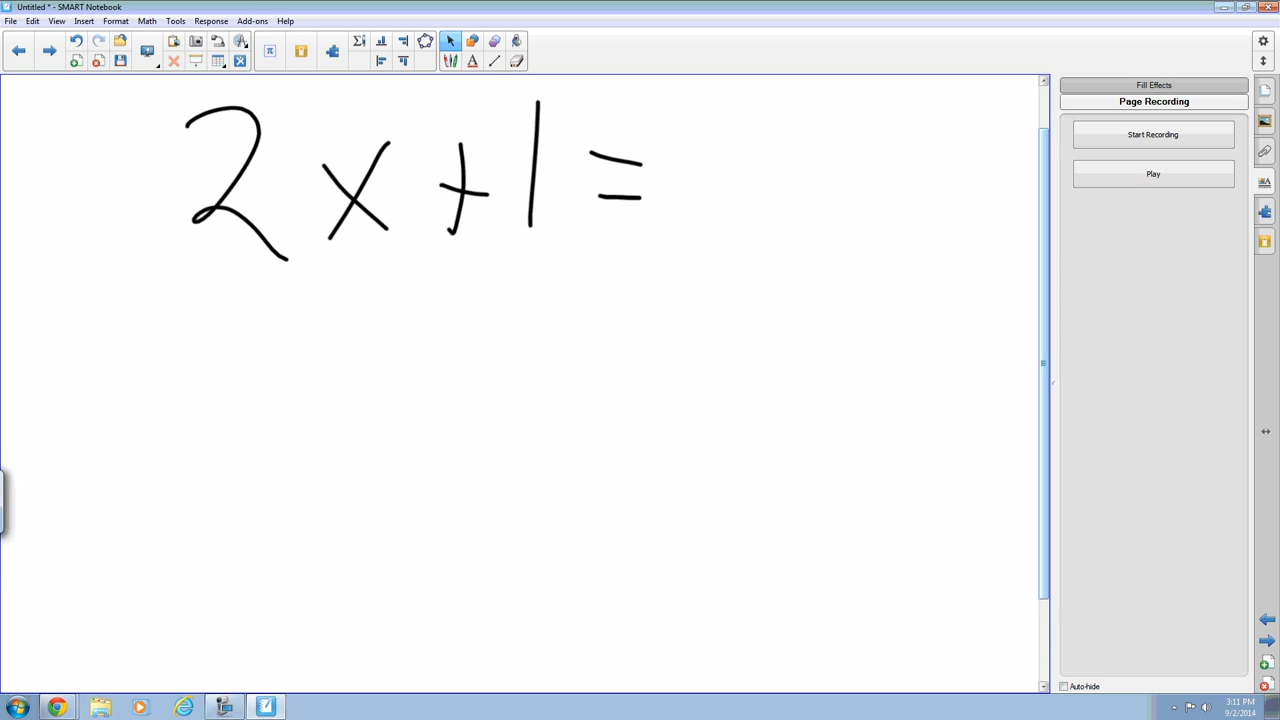 Untitled * - SMART Notebook
File Edit View Insert Format Math Tools Response Add-ons Help
2x+1=
Fill Effects
Page Recording
Start Recording
Play
Auto-hide
3:11 PM
9/2/2014